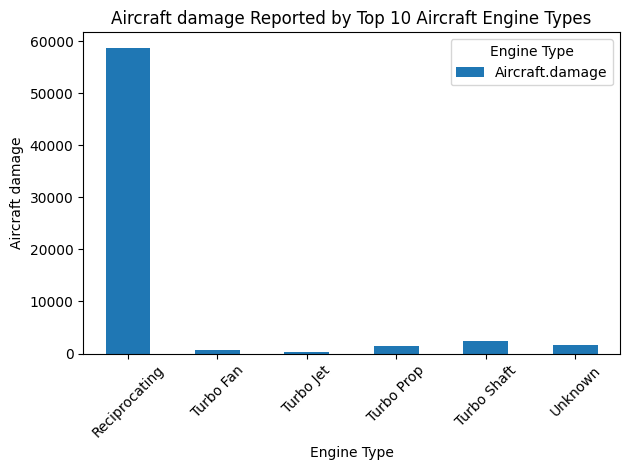 Aircraft damage Reported by Top 10 Aircraft Engine Types
Engine Type
Aircraft.damage
Aircraft damage
60000
50000
40000
30000
20000
10000
0
Reciprocating
Turbo Fan
Turbo Jet
Turbo Prop
Turbo Shaft
Unknown
Engine Type